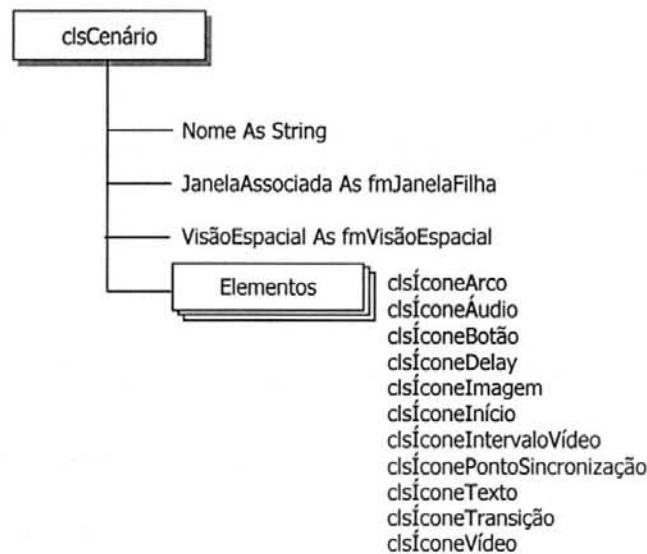 clsCenário
Nome As String
JanelaAssociada As fmJanelaFilha
VisãoEspacial As fmVisãoEspacial
Elementos
clsÍconeArco
clsÍconeÁudio
clsÍconeBotão
clsÍconeDelay
clsÍconeImagem
clsÍconeInício
clsÍconeIntervaloVídeo
clsÍconePontoSincronização
clsÍconeTexto
clsÍconeTransição
clsÍconeVídeo